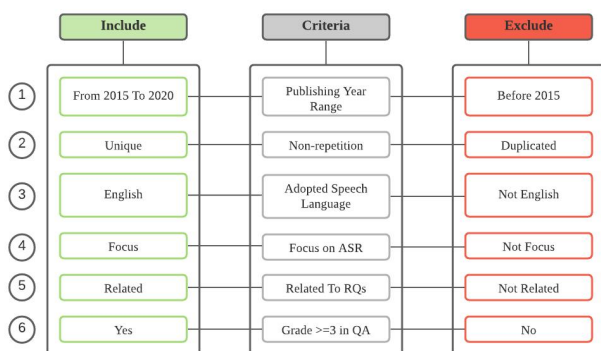 Include Criteria Exclude
1 From 2015 To 2020 Publishing Year Before 2015
Range
2 Unique Non-repetition Duplicated
3 English Adopted Speech Not English
Language
4 Focus Focus on ASR Not Focus
5 Related Related To RQs Not Related
6 Yes Grade >=3 in QA No